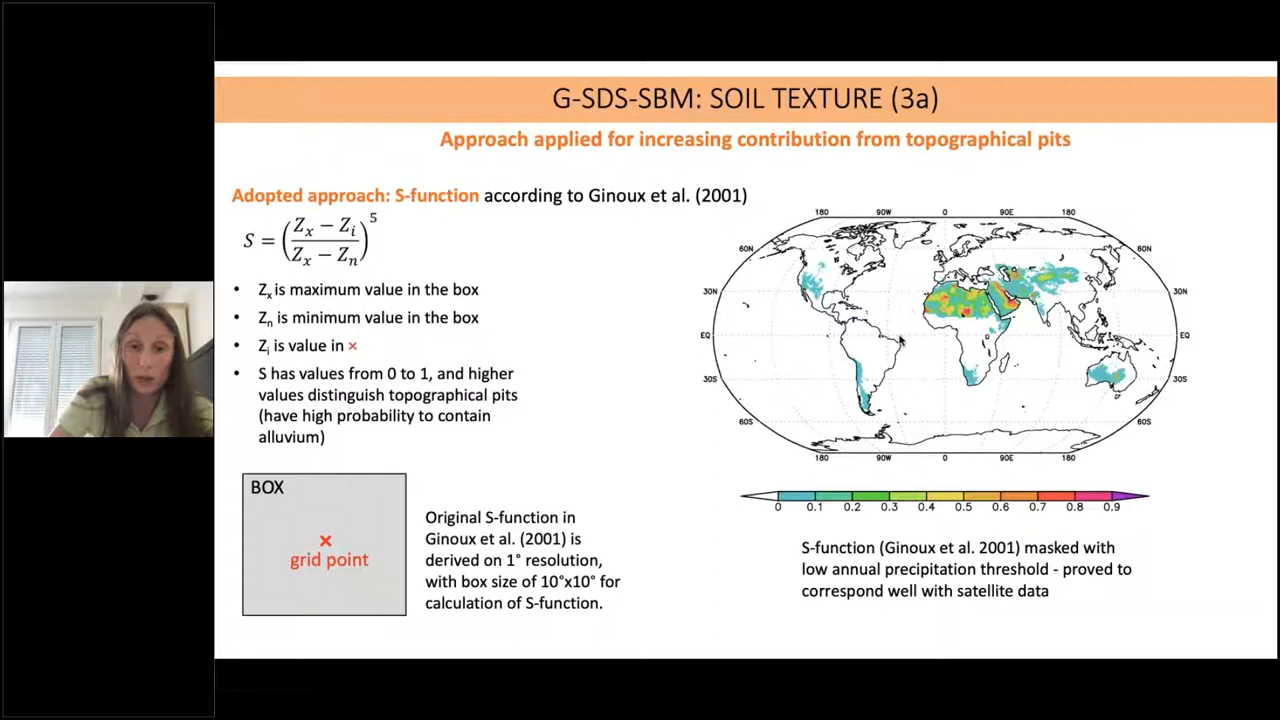 G-SDS-SBM: SOIL TEXTURE (3a)
Approach applied for increasing contribution from topographical pits
Adopted approach: S-function according to Ginoux et al. (2001)
S = (Zx − Zi / Zx − Zn)^5
• Zx is maximum value in the box
• Zn is minimum value in the box
• Zi is value in ×
• S has values from 0 to 1, and higher
values distinguish topographical pits
(have high probability to contain
alluvium)
BOX
×
grid point
Original S-function in
Ginoux et al. (2001) is
derived on 1° resolution,
with box size of 10°x10° for
calculation of S-function.
180 90W 0 90E 180
60N 60N
30N 30N
EQ EQ
30S 30S
60S 60S
180 90W 0 90E 180
0 0.1 0.2 0.3 0.4 0.5 0.6 0.7 0.8 0.9
S-function (Ginoux et al. 2001) masked with
low annual precipitation threshold - proved to
correspond well with satellite data